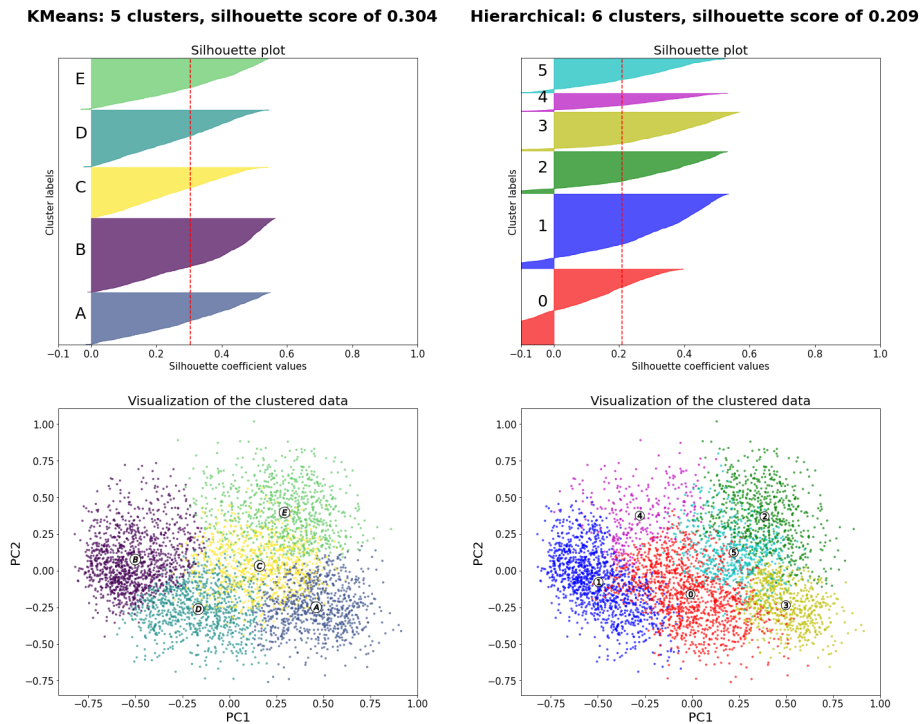 KMeans: 5 clusters, silhouette score of 0.304
Silhouette plot
Cluster labels
E
D
C
B
A
−0.1 0.0 0.2 0.4 0.6 0.8 1.0
Silhouette coefficient values
Hierarchical: 6 clusters, silhouette score of 0.209
Silhouette plot
Cluster labels
5
4
3
2
1
0
−0.1 0.0 0.2 0.4 0.6 0.8 1.0
Silhouette coefficient values
Visualization of the clustered data
PC2
1.00
0.75
0.50
0.25
0.00
−0.25
−0.50
−0.75
E
B
C
D
A
−0.75 −0.50 −0.25 0.00 0.25 0.50 0.75 1.00
PC1
Visualization of the clustered data
PC2
1.00
0.75
0.50
0.25
0.00
−0.25
−0.50
−0.75
4
2
5
1
0
3
−0.75 −0.50 −0.25 0.00 0.25 0.50 0.75 1.00
PC1